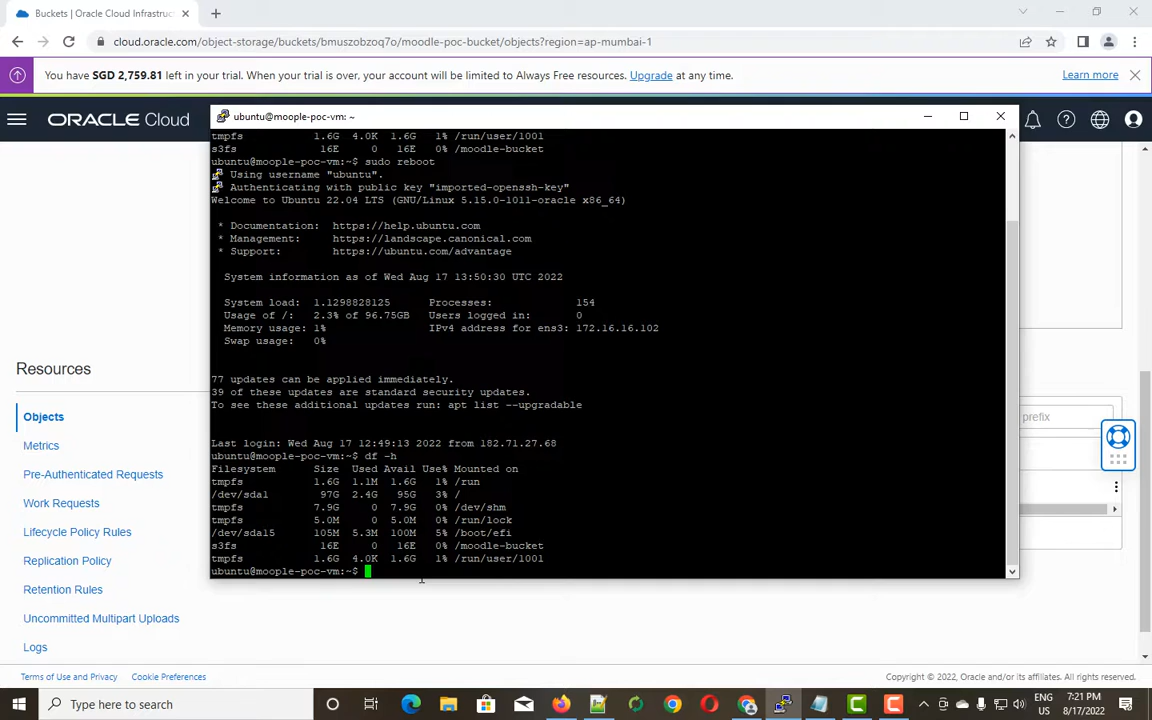 Buckets | Oracle Cloud Infrastruc
cloud.oracle.com/object-storage/buckets/bmuszobzoq7o/moodle-poc-bucket/objects?region=ap-mumbai-1
You have SGD 2,759.81 left in your trial. When your trial is over, your account will be limited to Always Free resources. Upgrade at any time.
Learn more
ORACLE Cloud
ubuntu@moople-poc-vm: ~
tmpfs 1.6G 4.0K 1.6G 1% /run/user/1001
s3fs 16E 0 16E 0% /moodle-bucket
ubuntu@moople-poc-vm:~$ sudo reboot
Using username "ubuntu".
Authenticating with public key "imported-openssh-key"
Welcome to Ubuntu 22.04 LTS (GNU/Linux 5.15.0-1011-oracle x86_64)
* Documentation: https://help.ubuntu.com
* Management: https://landscape.canonical.com
* Support: https://ubuntu.com/advantage
System information as of Wed Aug 17 13:50:30 UTC 2022
System load: 1.1298828125 Processes: 154
Usage of /: 2.3% of 96.75GB Users logged in: 0
Memory usage: 1% IPv4 address for ens3: 172.16.16.102
Swap usage: 0%
77 updates can be applied immediately.
39 of these updates are standard security updates.
To see these additional updates run: apt list --upgradable
Last login: Wed Aug 17 12:49:13 2022 from 182.71.27.68
ubuntu@moople-poc-vm:~$ df -h
Filesystem Size Used Avail Use% Mounted on
tmpfs 1.6G 1.1M 1.6G 1% /run
/dev/sda1 97G 2.4G 95G 3% /
tmpfs 7.9G 0 7.9G 0% /dev/shm
tmpfs 5.0M 0 5.0M 0% /run/lock
/dev/sda15 105M 5.3M 100M 5% /boot/efi
s3fs 16E 0 16E 0% /moodle-bucket
tmpfs 1.6G 4.0K 1.6G 1% /run/user/1001
ubuntu@moople-poc-vm:~$
Resources
Objects
Metrics
Pre-Authenticated Requests
Work Requests
Lifecycle Policy Rules
Replication Policy
Retention Rules
Uncommitted Multipart Uploads
Logs
prefix
Terms of Use and Privacy Cookie Preferences
Copyright © 2022, Oracle and/or its affiliates. All rights reserved.
Type here to search
ENG
US
7:21 PM
8/17/2022